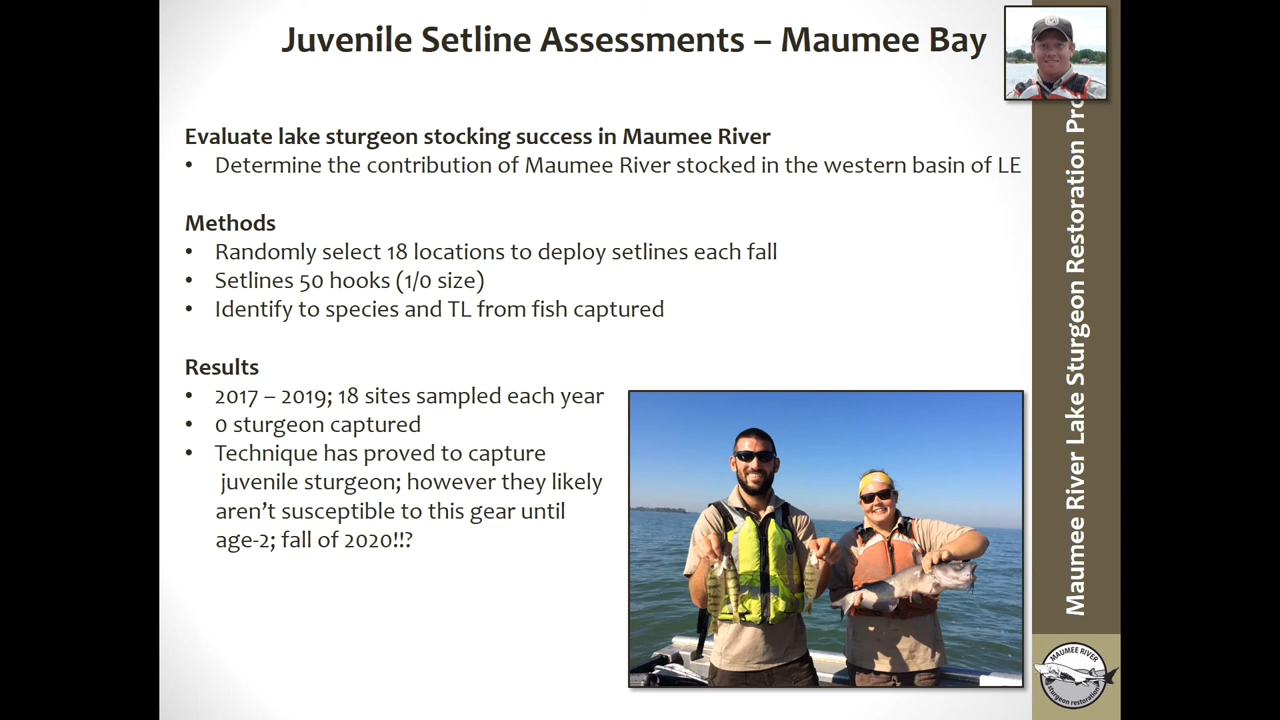 Juvenile Setline Assessments – Maumee Bay
Evaluate lake sturgeon stocking success in Maumee River
• Determine the contribution of Maumee River stocked in the western basin of LE
Methods
• Randomly select 18 locations to deploy setlines each fall
• Setlines 50 hooks (1/0 size)
• Identify to species and TL from fish captured
Results
• 2017 – 2019; 18 sites sampled each year
• 0 sturgeon captured
• Technique has proved to capture
juvenile sturgeon; however they likely
aren't susceptible to this gear until
age-2; fall of 2020!!?
Maumee River Lake Sturgeon Restoration Pro
MAUMEE RIVER
sturgeon restoration